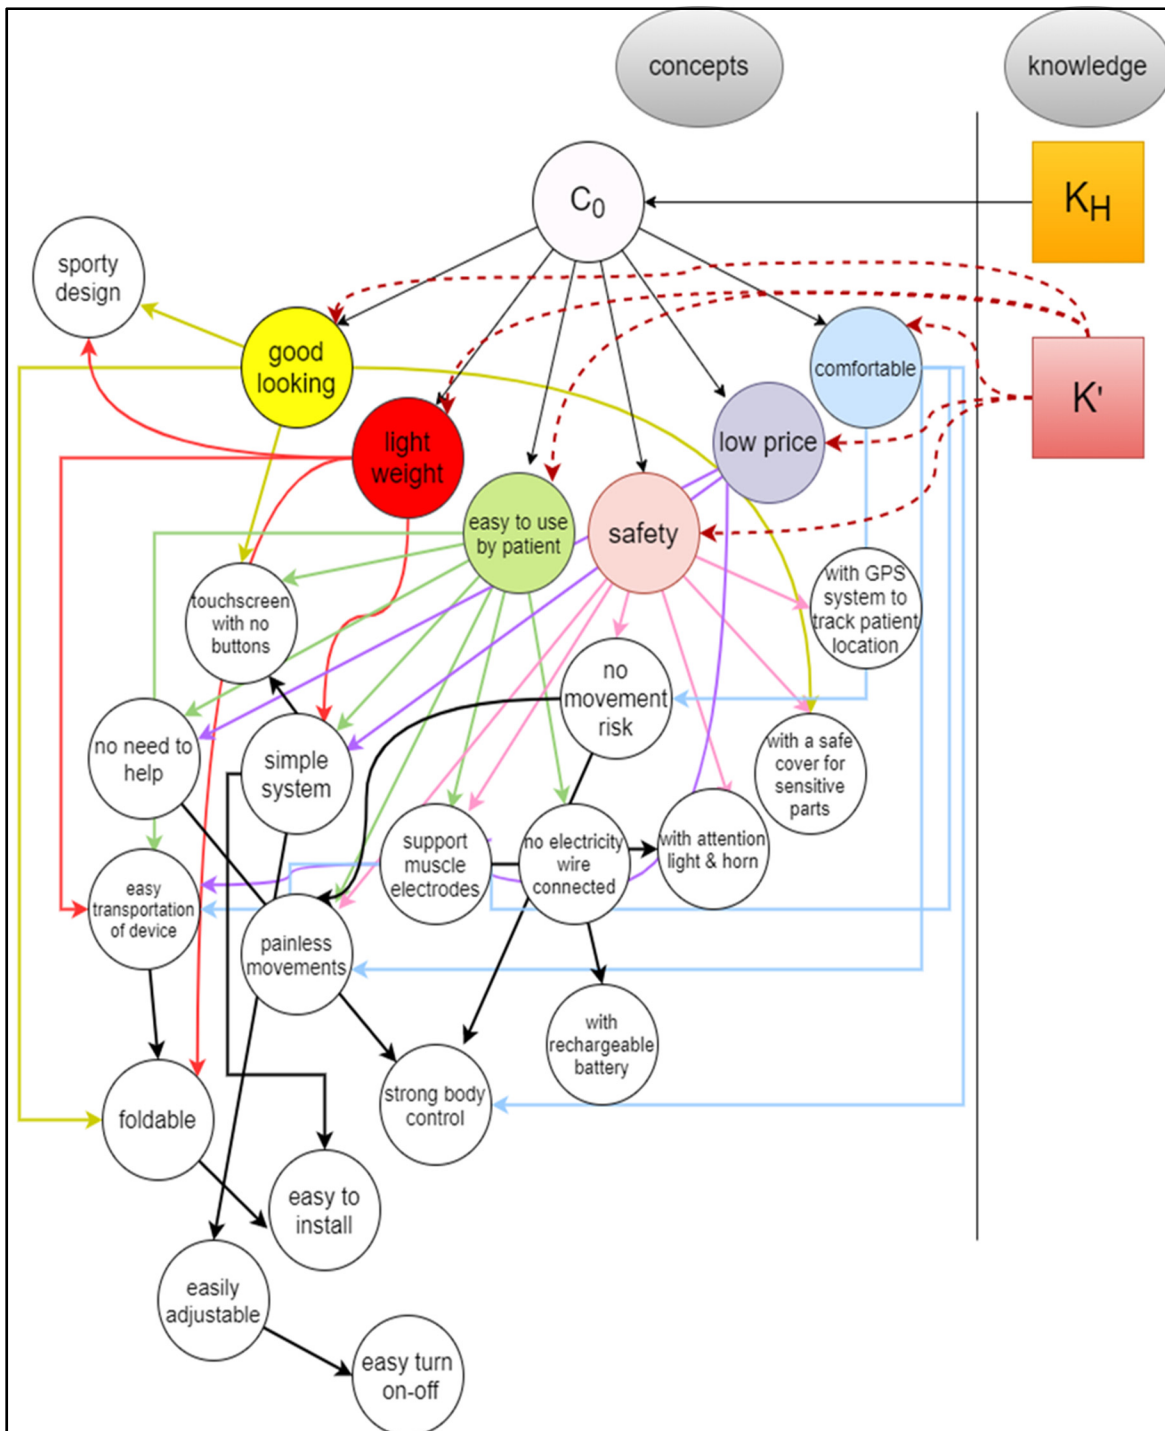 concepts
knowledge
C0
KH
sporty
design
good
looking
comfortable
K'
light
weight
low price
easy to use
by patient
safety
touchscreen
with no
buttons
with GPS
system to
track patient
location
no
movement
risk
no need to
help
simple
system
with a safe
cover for
sensitive
parts
support
muscle
electrodes
no electricity
wire
connected
with attention
light & horn
easy
transportation
of device
painless
movements
with
rechargeable
battery
foldable
strong body
control
easy to
install
easily
adjustable
easy turn
on-off